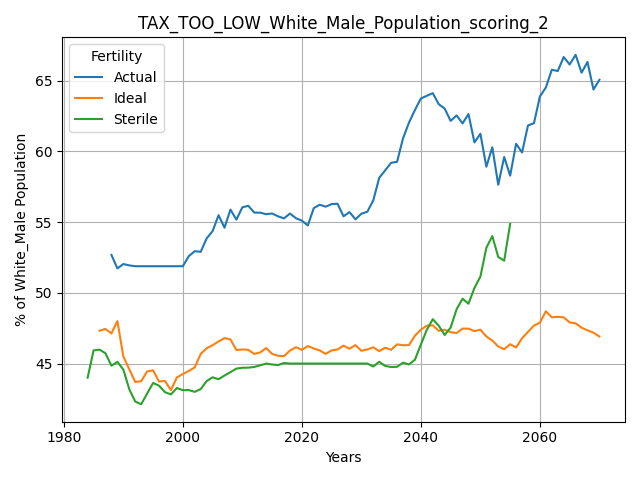 TAX_TOO_LOW_White_Male_Population_scoring_2
Fertility
Actual
Ideal
Sterile
% of White_Male Population
65
60
55
50
45
1980
2000
2020
2040
2060
Years